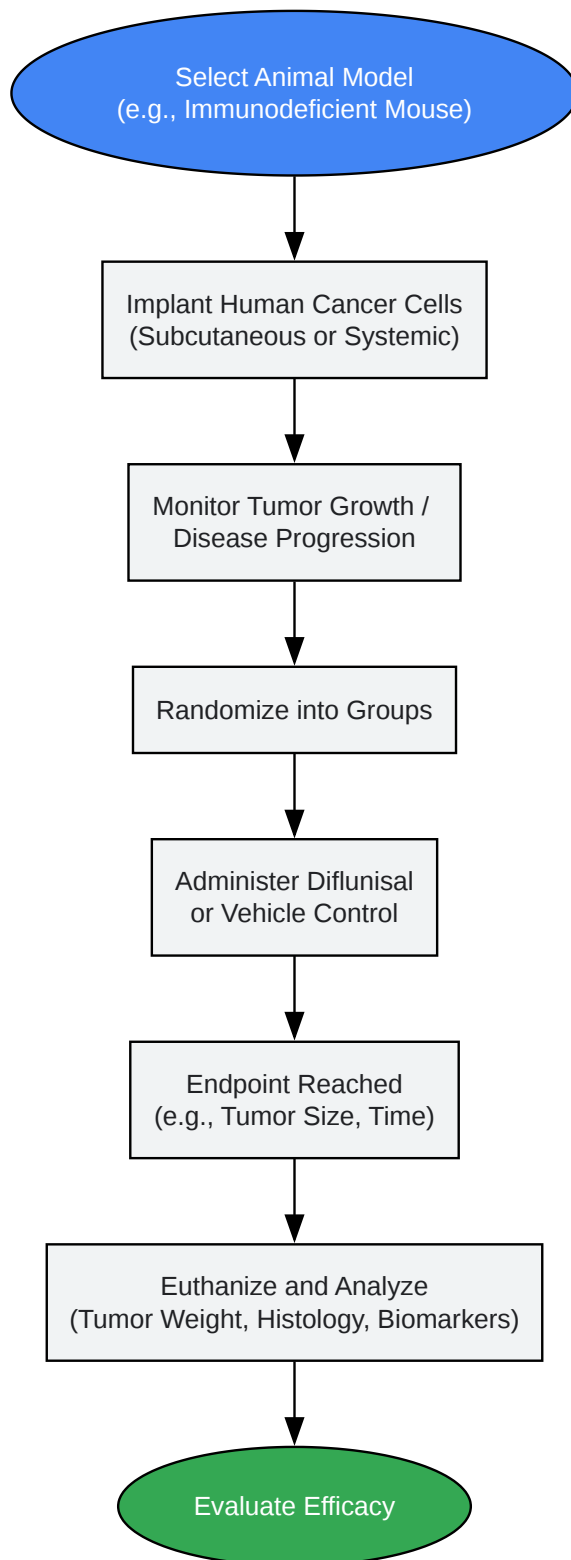 Select Animal Model
(e.g., Immunodeficient Mouse)
Implant Human Cancer Cells
(Subcutaneous or Systemic)
Monitor Tumor Growth /
Disease Progression
Randomize into Groups
Administer Diflunisal
or Vehicle Control
Endpoint Reached
(e.g., Tumor Size, Time)
Euthanize and Analyze
(Tumor Weight, Histology, Biomarkers)
Evaluate Efficacy